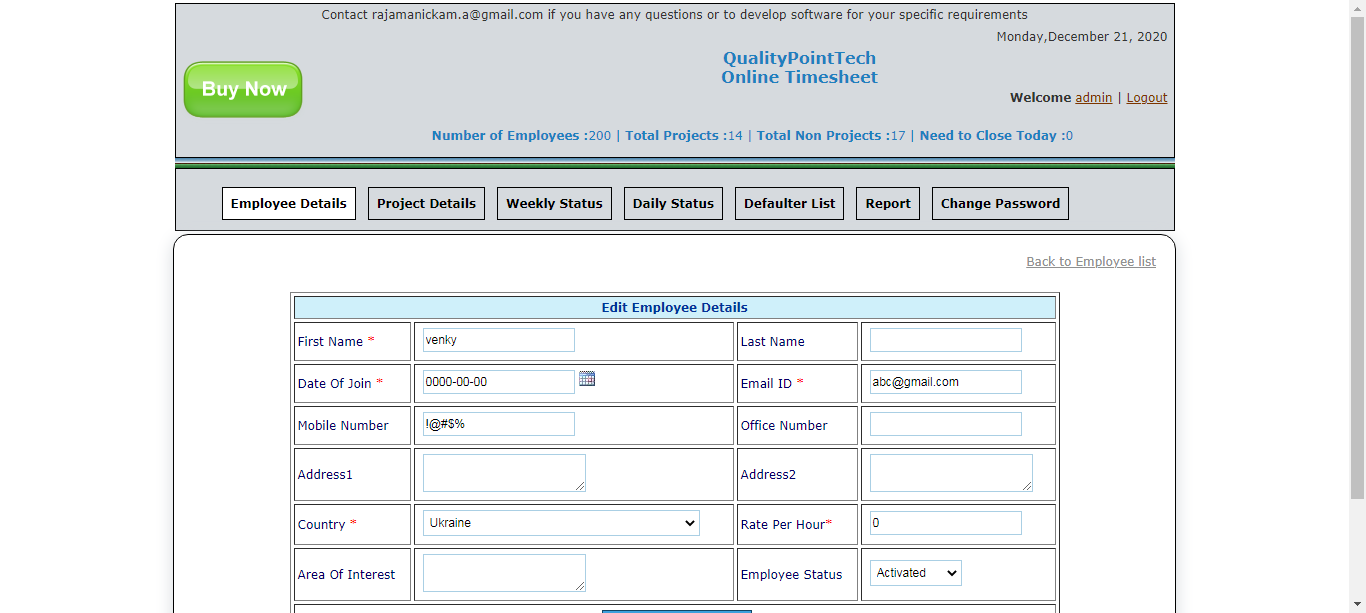 Contact rajamanickam.a@gmail.com if you have any questions or to develop software for your specific requirements
Monday,December 21, 2020
QualityPointTech
Online Timesheet
Buy Now
Welcome admin | Logout
Number of Employees :200 | Total Projects :14 | Total Non Projects :17 | Need to Close Today :0
Employee Details Project Details Weekly Status Daily Status Defaulter List Report Change Password
Back to Employee list
Edit Employee Details
First Name * venky Last Name
Date Of Join * 0000-00-00 Email ID * abc@gmail.com
Mobile Number !@#$% Office Number
Address1 Address2
Country * Ukraine Rate Per Hour* 0
Area Of Interest Employee Status Activated